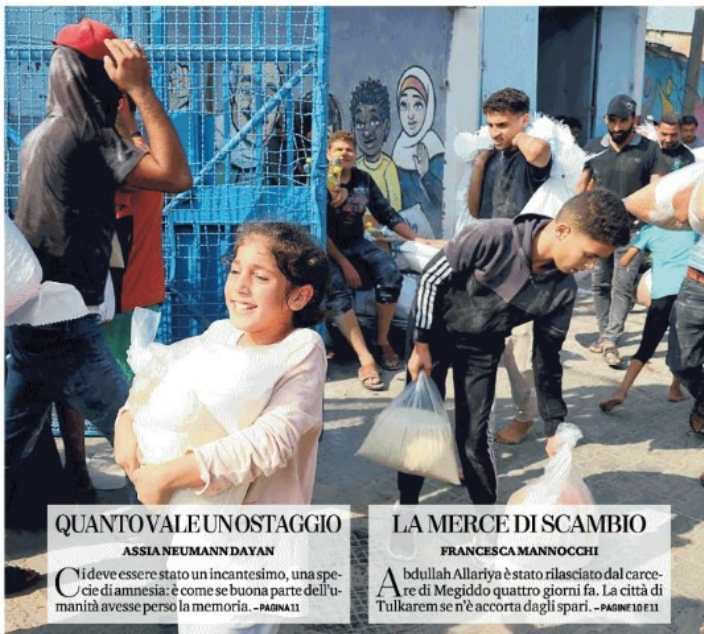 QUANTO VALE UN OSTAGGIO
ASSIA NEUMANN DAYAN
Ci deve essere stato un incantesimo, una spe-
cie di amnesia: è come se buona parte dell'u-
manità avesse perso la memoria. – PAGINA 11
LA MERCE DI SCAMBIO
FRANCESCA MANNOCCHI
Abdullah Allariya è stato rilasciato dal carce-
re di Megiddo quattro giorni fa. La città di
Tulkarem se n'è accorta dagli spari. – PAGINE 10 E 11